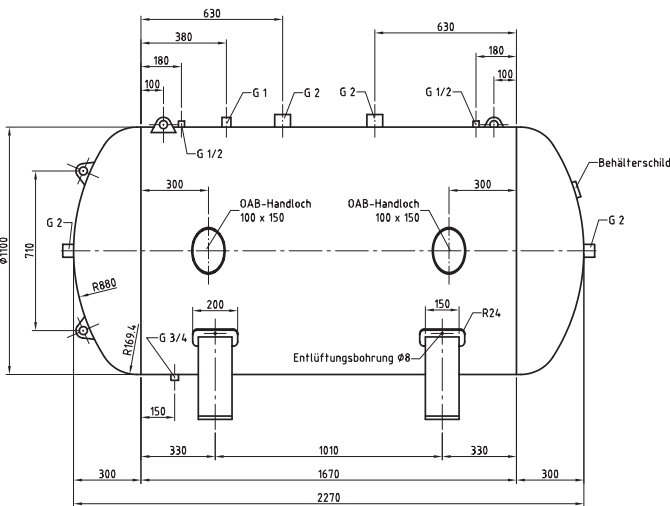 630
630
380
180
180
100
100
G 1
G 2
G 2
G 1/2
G 1/2
Behälterschild
300
300
OAB-Handloch
100 x 150
OAB-Handloch
100 x 150
G 2
G 2
Ø1100
710
R880
R169.4
200
150
R24
G 3/4
Entlüftungsbohrung Ø8
150
330
1010
330
300
1670
300
2270